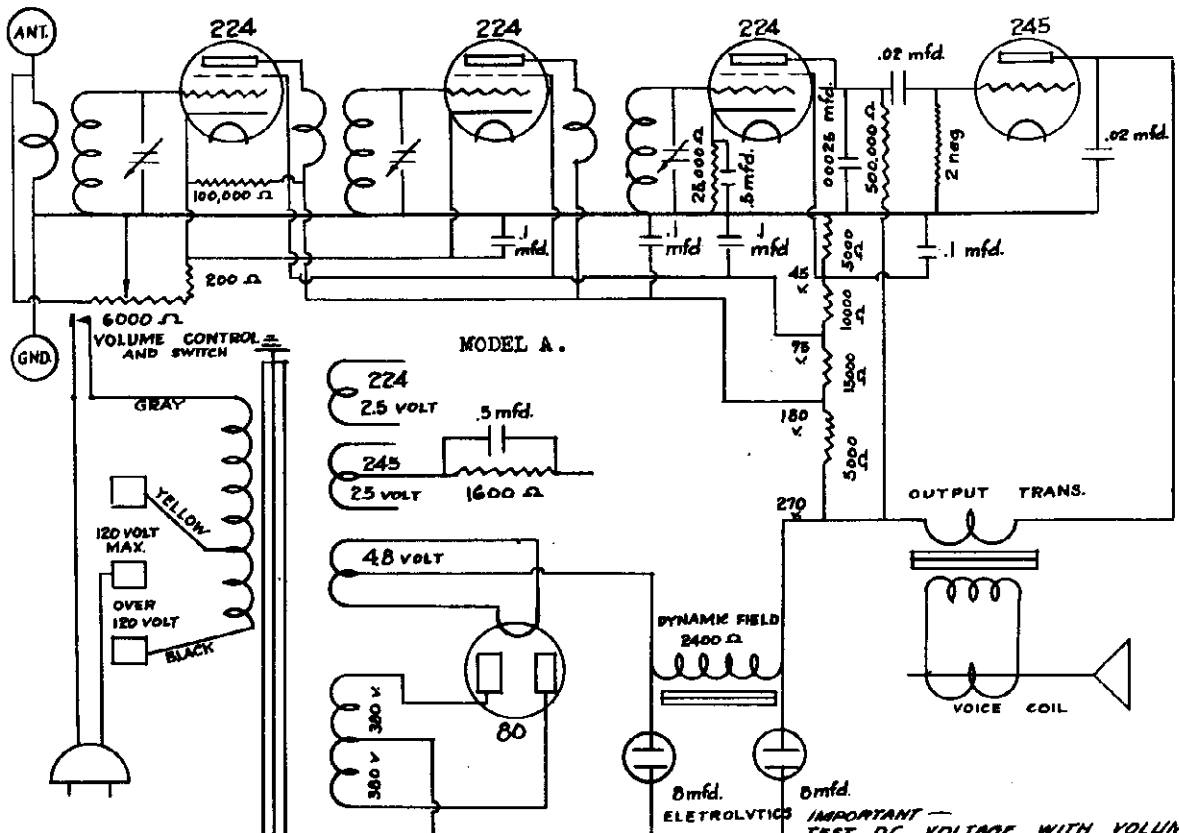 ANT.
224
224
224
245
.02 mfd.
.00025 mfd
500,000 Ω
2 meg
.02 mfd.
25,000 Ω
.5 mfd.
100,000 Ω
.1 mfd.
.1 mfd
.1 mfd
.1 mfd.
5000 Ω
200 Ω
45
10000 Ω
6000 Ω
VOLUME CONTROL
AND SWITCH
GND.
MODEL A.
75
15000 Ω
224
2.5 VOLT
180
5000 Ω
GRAY
.5 mfd.
245
2.5 VOLT
1600 Ω
270
OUTPUT TRANS.
YELLOW
120 VOLT
MAX.
4.8 VOLT
OVER
120 VOLT
BLACK
DYNAMIC FIELD
2400 Ω
80
VOICE COIL
380 V
380 V
8 mfd.
8 mfd.
ELETROLYTICS
IMPORTANT —
TEST DC VOLTAGE WITH